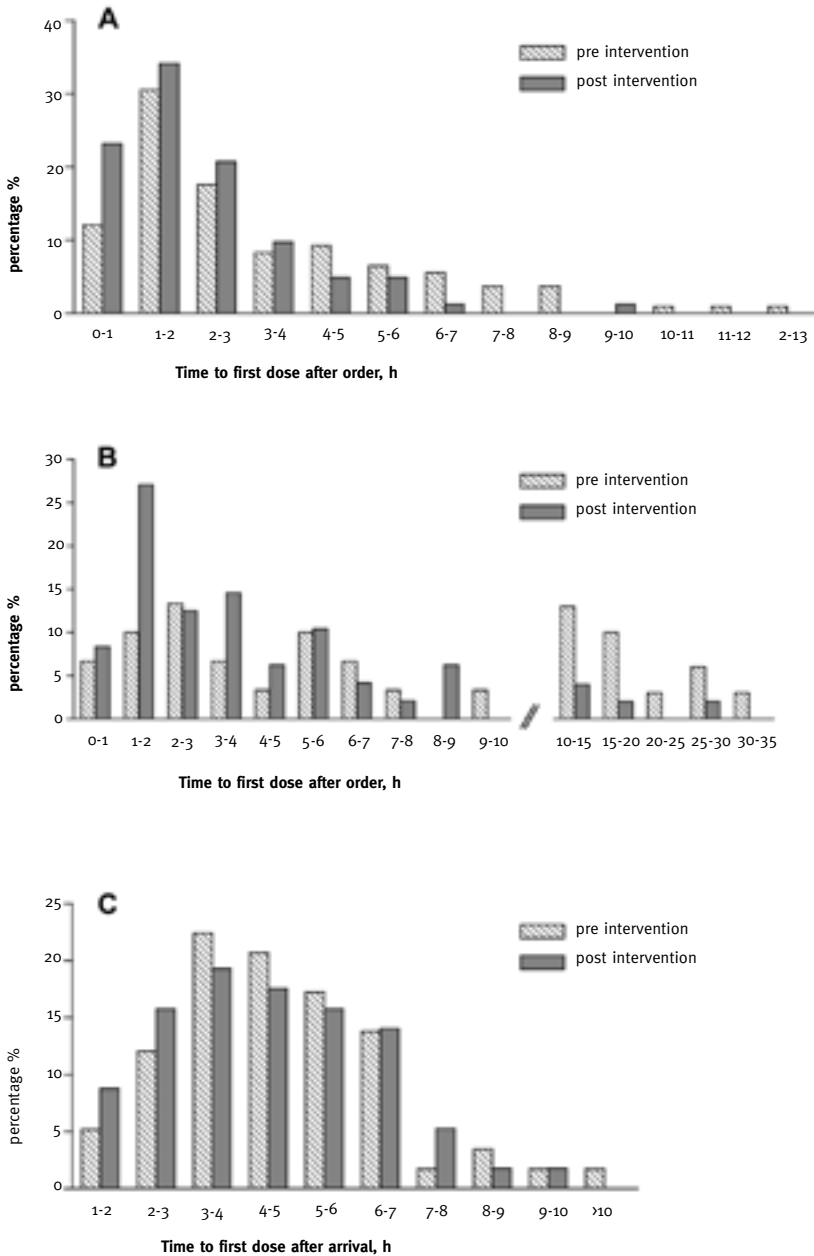 A
40
30
20
10
0
percentage %
pre intervention
post intervention
0-1 1-2 2-3 3-4 4-5 5-6 6-7 7-8 8-9 9-10 10-11 11-12 2-13
Time to first dose after order, h
B
30
25
20
15
10
5
0
percentage %
pre intervention
post intervention
0-1 1-2 2-3 3-4 4-5 5-6 6-7 7-8 8-9 9-10 10-15 15-20 20-25 25-30 30-35
Time to first dose after order, h
C
25
20
15
10
5
0
percentage %
pre intervention
post intervention
1-2 2-3 3-4 4-5 5-6 6-7 7-8 8-9 9-10 >10
Time to first dose after arrival, h